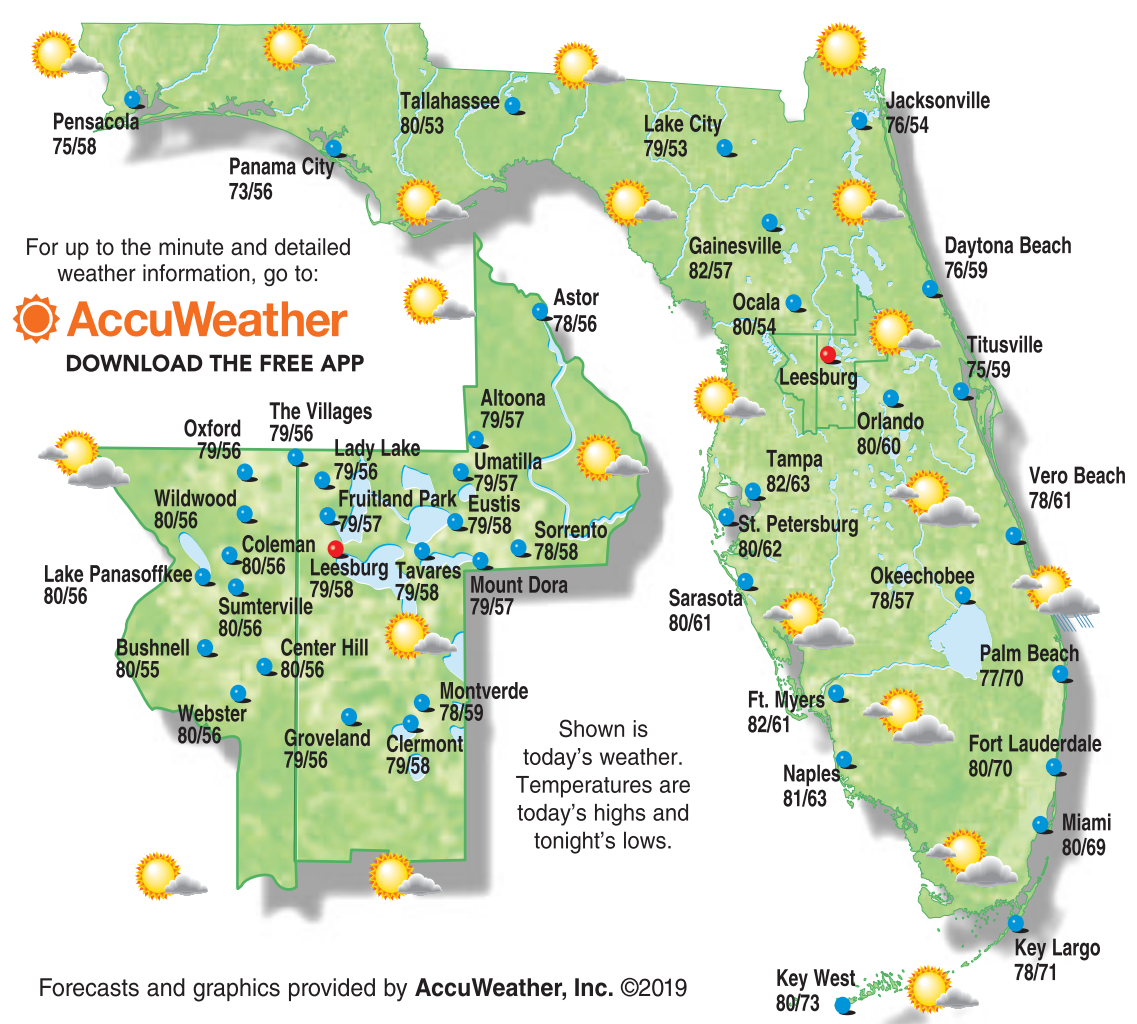 Pensacola
75/58
Panama City
73/56
Tallahassee
80/53
Lake City
79/53
Jacksonville
76/54
Gainesville
82/57
Daytona Beach
76/59
Ocala
80/54
Titusville
75/59
Leesburg
Orlando
80/60
Tampa
82/63
Vero Beach
78/61
St. Petersburg
80/62
Okeechobee
78/57
Sarasota
80/61
Palm Beach
77/70
Ft. Myers
82/61
Fort Lauderdale
80/70
Naples
81/63
Miami
80/69
Key Largo
78/71
Key West
80/73
For up to the minute and detailed
weather information, go to:
AccuWeather
DOWNLOAD THE FREE APP
Astor
78/56
Altoona
79/57
The Villages
79/56
Oxford
79/56
Lady Lake
79/56
Umatilla
79/57
Wildwood
80/56
Fruitland Park
79/57
Eustis
79/58
Sorrento
78/58
Coleman
80/56
Leesburg
79/58
Tavares
79/58
Mount Dora
79/57
Lake Panasoffkee
80/56
Sumterville
80/56
Bushnell
80/55
Center Hill
80/56
Montverde
78/59
Webster
80/56
Groveland
79/56
Clermont
79/58
Shown is
today's weather.
Temperatures are
today's highs and
tonight's lows.
Forecasts and graphics provided by AccuWeather, Inc. ©2019